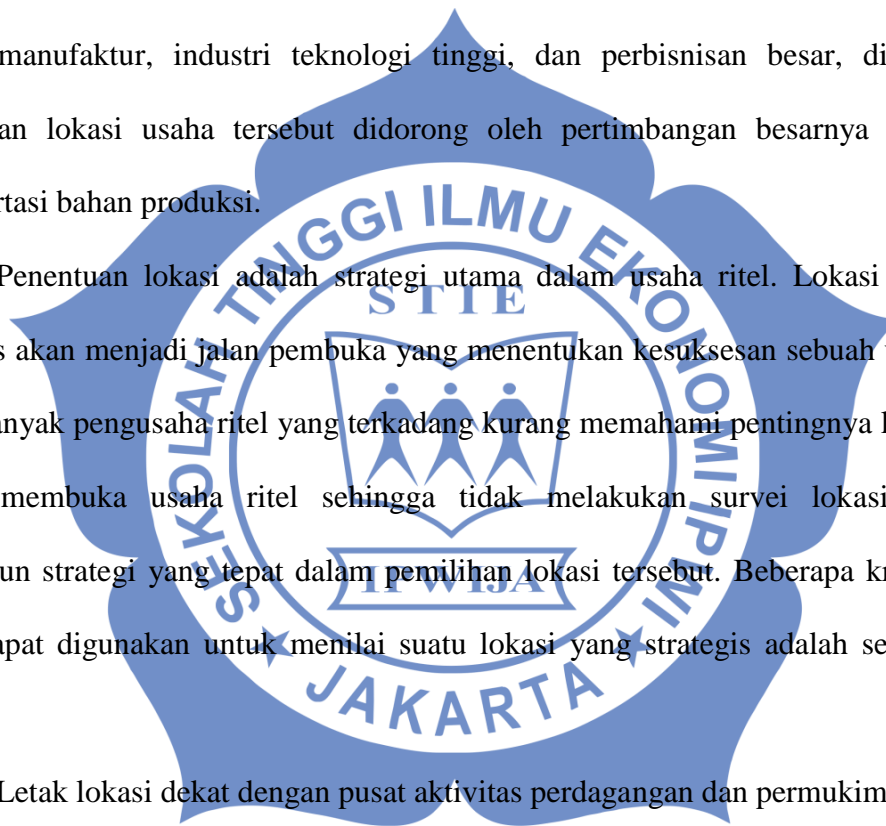 manufaktur, industri teknologi tinggi, dan perbisnisan besar, di
an lokasi usaha tersebut didorong oleh pertimbangan besarnya
rtasi bahan produksi.
Penentuan lokasi adalah strategi utama dalam usaha ritel. Lokasi
s akan menjadi jalan pembuka yang menentukan kesuksesan sebuah
anyak pengusaha ritel yang terkadang kurang memahami pentingnya
membuka usaha ritel sehingga tidak melakukan survei lokasi
un strategi yang tepat dalam pemilihan lokasi tersebut. Beberapa kr
apat digunakan untuk menilai suatu lokasi yang strategis adalah se
Letak lokasi dekat dengan pusat aktivitas perdagangan dan permukim
SEKOLAH TINGGI ILMU EKONOMI IPWI
STIE
IPWIJA
★ JAKARTA ★